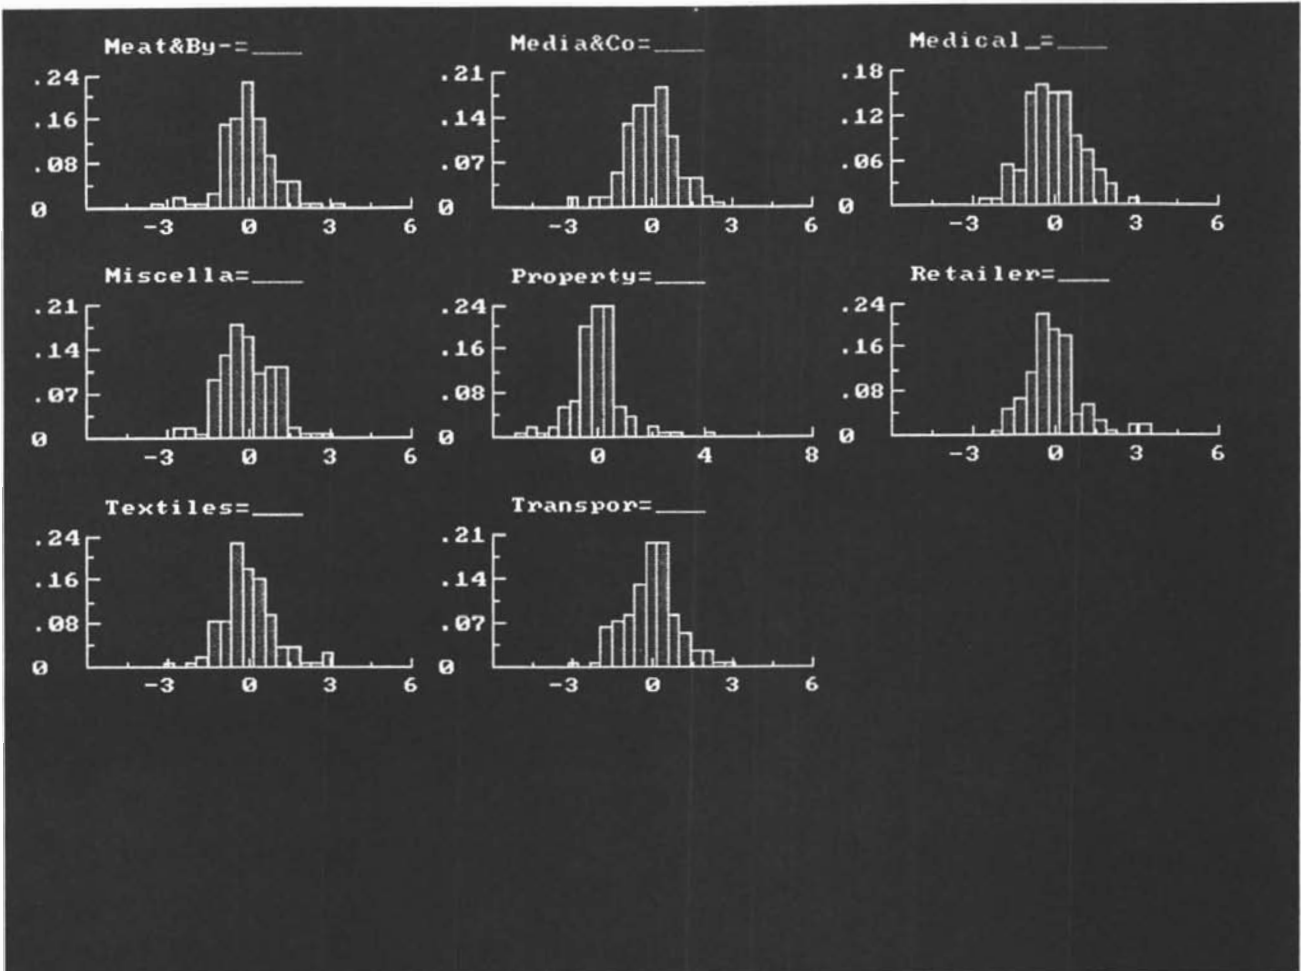 Meat&By-=____
.24
.16
.08
0
-3 0 3 6
Media&Co=____
.21
.14
.07
0
-3 0 3 6
Medical_=____
.18
.12
.06
0
-3 0 3 6
Miscella=____
.21
.14
.07
0
-3 0 3 6
Property=____
.24
.16
.08
0
0 4 8
Retailer=____
.24
.16
.08
0
-3 0 3 6
Textiles=____
.24
.16
.08
0
-3 0 3 6
Transpor=____
.21
.14
.07
0
-3 0 3 6